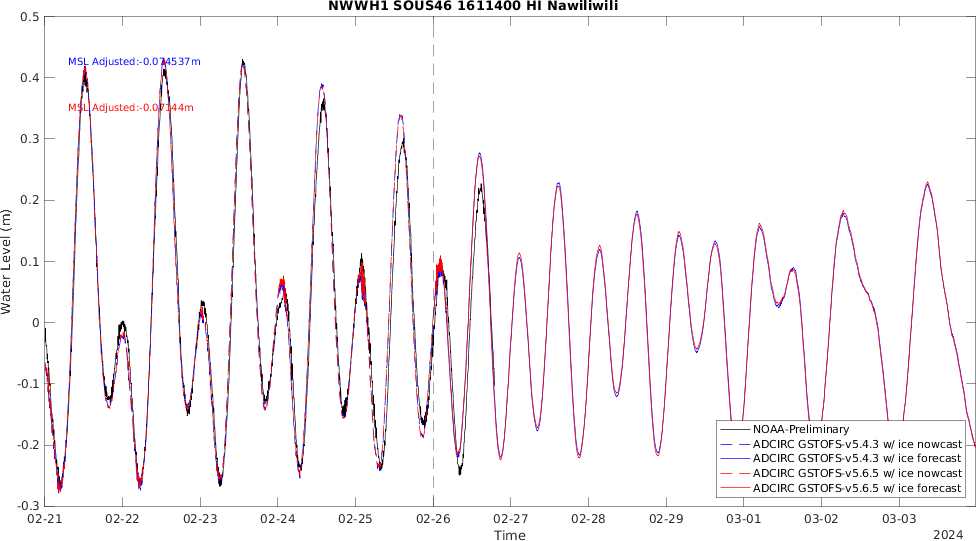 NWWH1 SOUS46 1611400 HI Nawiliwili
0.5
0.4
0.3
0.2
0.1
0
-0.1
-0.2
-0.3
Water Level (m)
MSL Adjusted:-0.074537m
MSL Adjusted:-0.07144m
NOAA-Preliminary
ADCIRC GSTOFS-v5.4.3 w/ ice nowcast
ADCIRC GSTOFS-v5.4.3 w/ ice forecast
ADCIRC GSTOFS-v5.6.5 w/ ice nowcast
ADCIRC GSTOFS-v5.6.5 w/ ice forecast
02-21 02-22 02-23 02-24 02-25 02-26 02-27 02-28 02-29 03-01 03-02 03-03
Time
2024